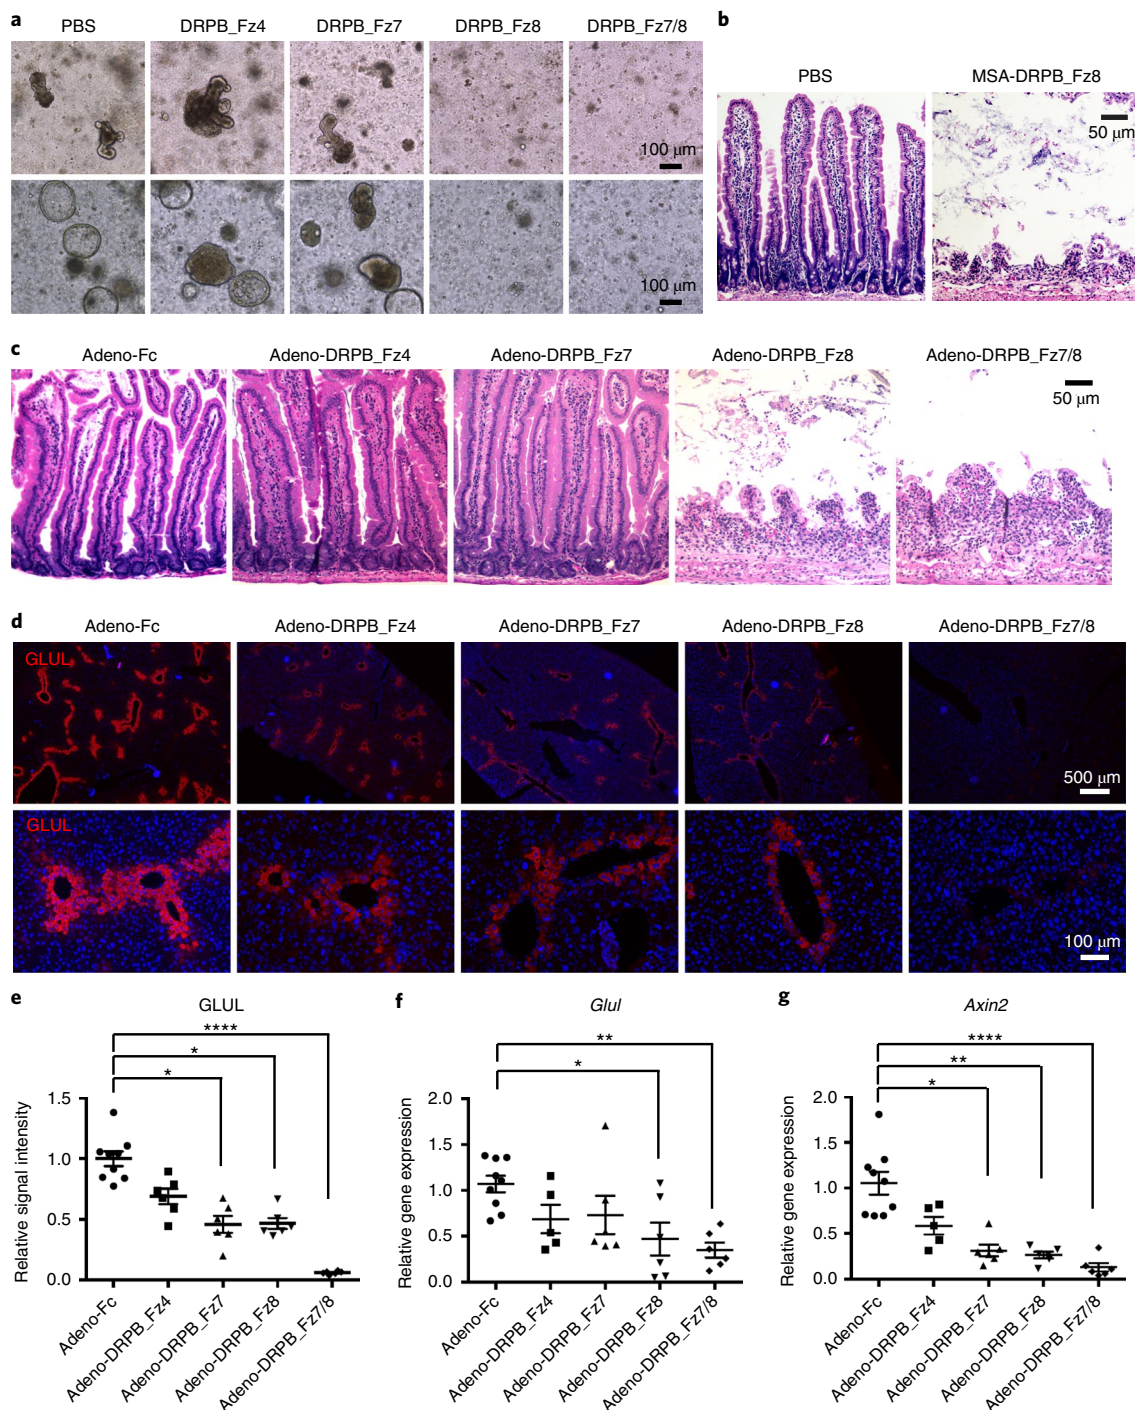 a
PBS
DRPB_Fz4
DRPB_Fz7
DRPB_Fz8
DRPB_Fz7/8
100 µm
100 µm
b
PBS
MSA-DRPB_Fz8
50 µm
c
Adeno-Fc
Adeno-DRPB_Fz4
Adeno-DRPB_Fz7
Adeno-DRPB_Fz8
Adeno-DRPB_Fz7/8
50 µm
d
Adeno-Fc
Adeno-DRPB_Fz4
Adeno-DRPB_Fz7
Adeno-DRPB_Fz8
Adeno-DRPB_Fz7/8
GLUL
500 µm
GLUL
100 µm
e
GLUL
****
*
*
Relative signal intensity
1.5
1.0
0.5
0.0
Adeno-Fc
Adeno-DRPB_Fz4
Adeno-DRPB_Fz7
Adeno-DRPB_Fz8
Adeno-DRPB_Fz7/8
f
Glul
**
*
Relative gene expression
2.0
1.5
1.0
0.5
0.0
Adeno-Fc
Adeno-DRPB_Fz4
Adeno-DRPB_Fz7
Adeno-DRPB_Fz8
Adeno-DRPB_Fz7/8
g
Axin2
****
**
*
Relative gene expression
2.0
1.5
1.0
0.5
0.0
Adeno-Fc
Adeno-DRPB_Fz4
Adeno-DRPB_Fz7
Adeno-DRPB_Fz8
Adeno-DRPB_Fz7/8